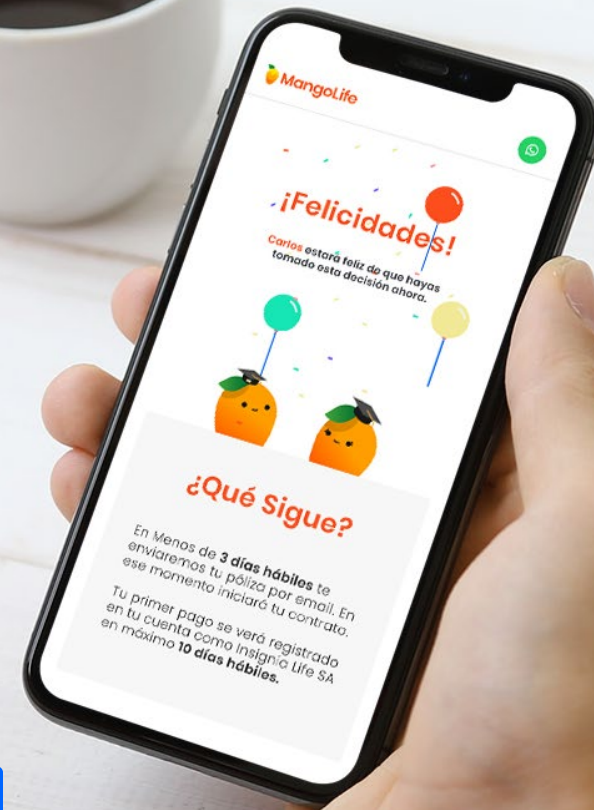 MangoLife
¡Felicidades!
Carlos estará feliz de que hayas
tomado esta decisión ahora.
¿Qué Sigue?
En Menos de 3 días hábiles te
enviaremos tu póliza por email. En
ese momento iniciará tu contrato.
Tu primer pago se verá registrado
en tu cuenta como Insignia Life SA
en máximo 10 días hábiles.